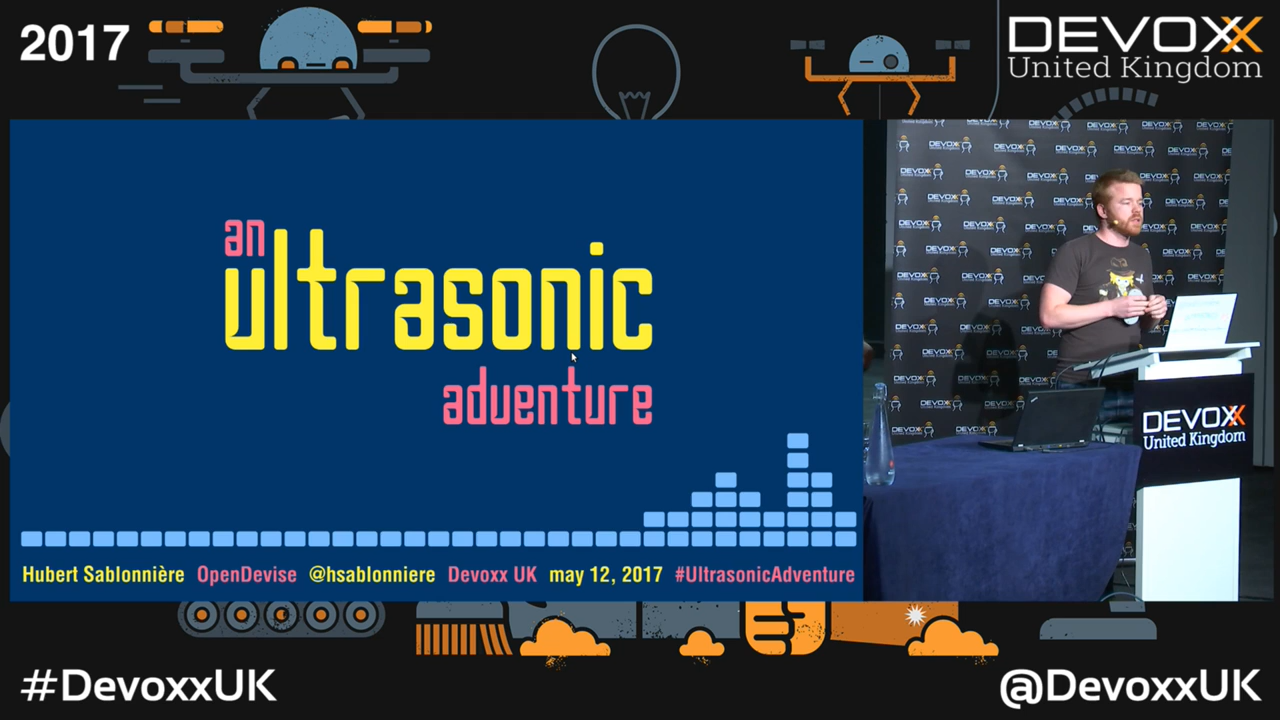 2017
DEVOXX
United Kingdom
an
ultrasonic
adventure
Hubert Sablonnière OpenDevise @hsablonniere Devoxx UK may 12, 2017 #UltrasonicAdventure
DEVOXX
United Kingdom
#DevoxxUK
@DevoxxUK